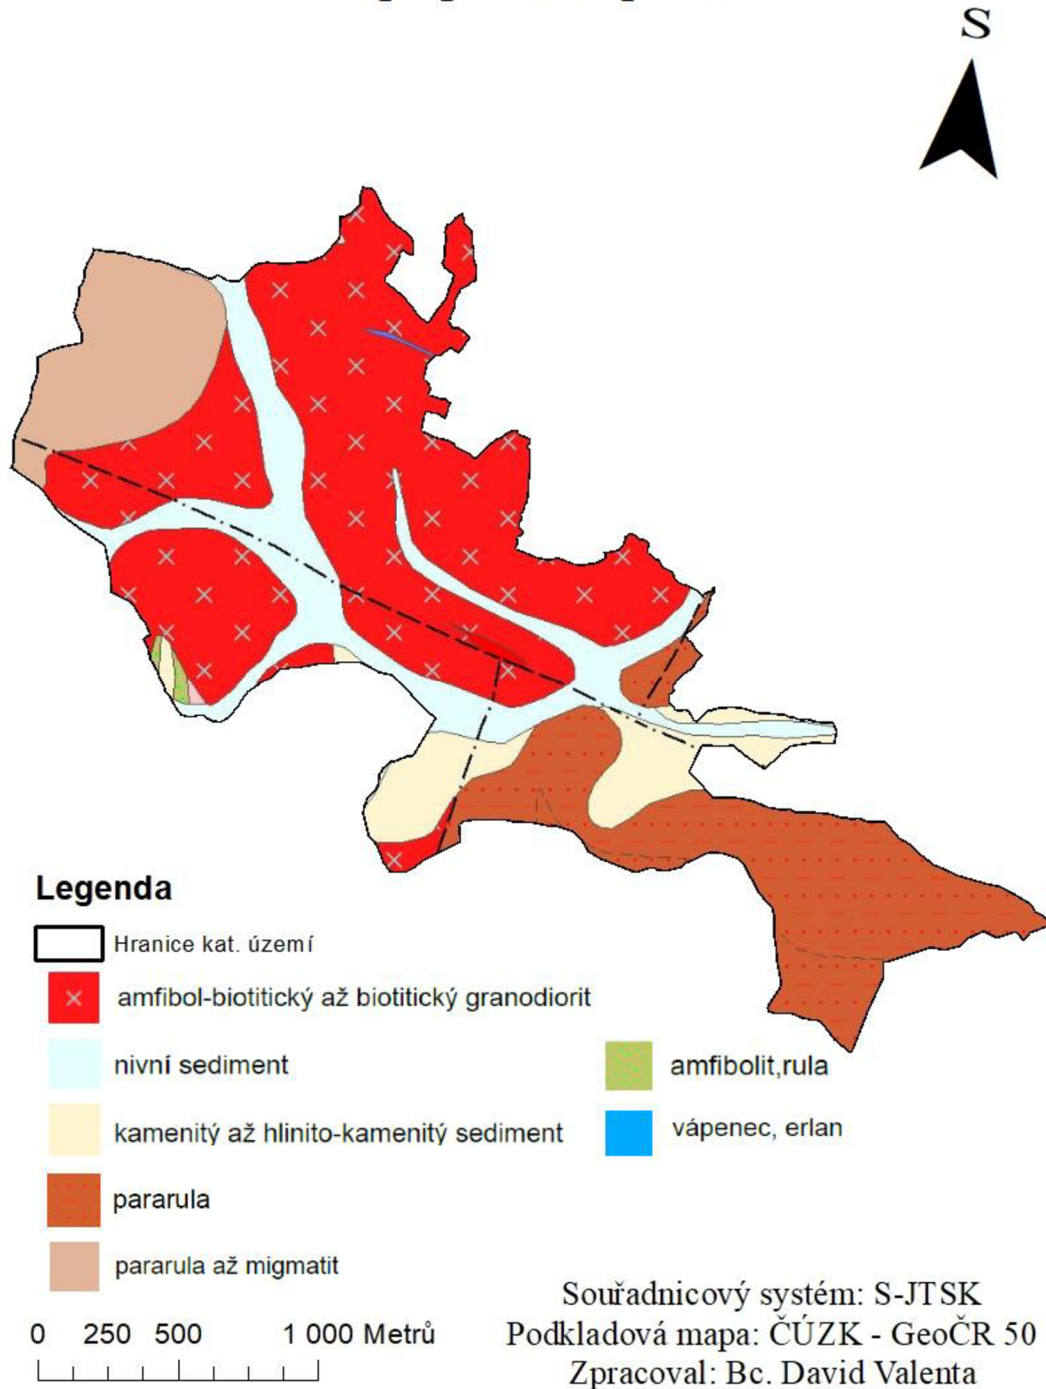 S
Legenda
Hranice kat. území
amfibol-biotitický až biotitický granodiorit
nivní sediment
kamenitý až hlinito-kamenitý sediment
pararula
pararula až migmatit
amfibolit,rula
vápenec, erlan
0 250 500 1 000 Metrů
Souřadnicový systém: S-JTSK
Podkladová mapa: ČÚZK - GeoČR 50
Zpracoval: Bc. David Valenta